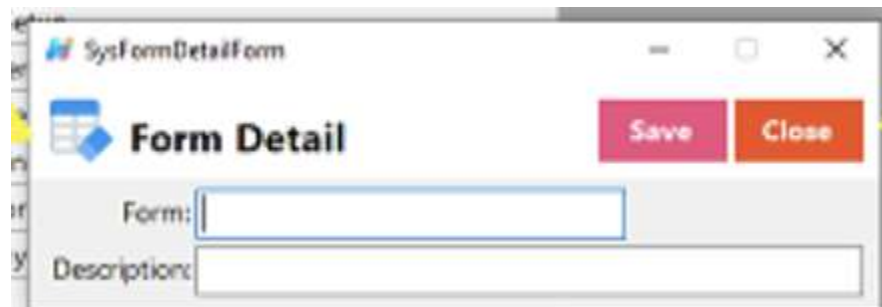 SysFormDetailForm
Form Detail
Save
Close
Form:
Description: